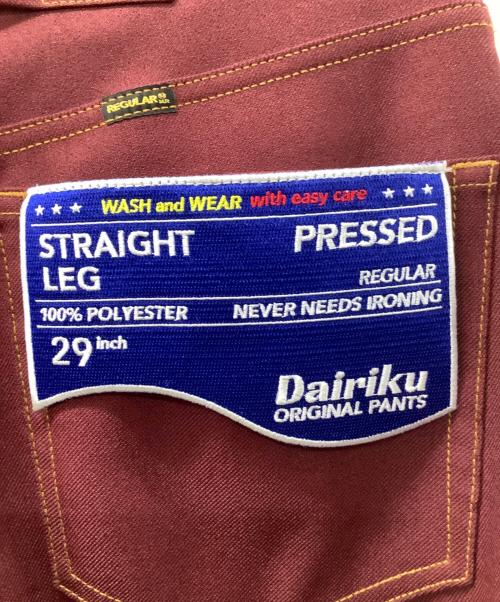 REGULAR
★★★ WASH and WEAR with easy care ★★★
STRAIGHT LEG
PRESSED
REGULAR
100% POLYESTER
NEVER NEEDS IRONING
29 inch
Dairiku
ORIGINAL PANTS